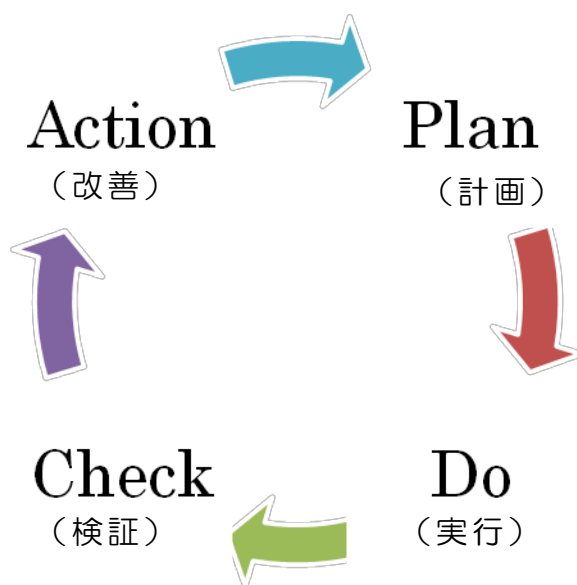 Action
（改善）
Plan
（計画）
Check
（検証）
Do
（実行）